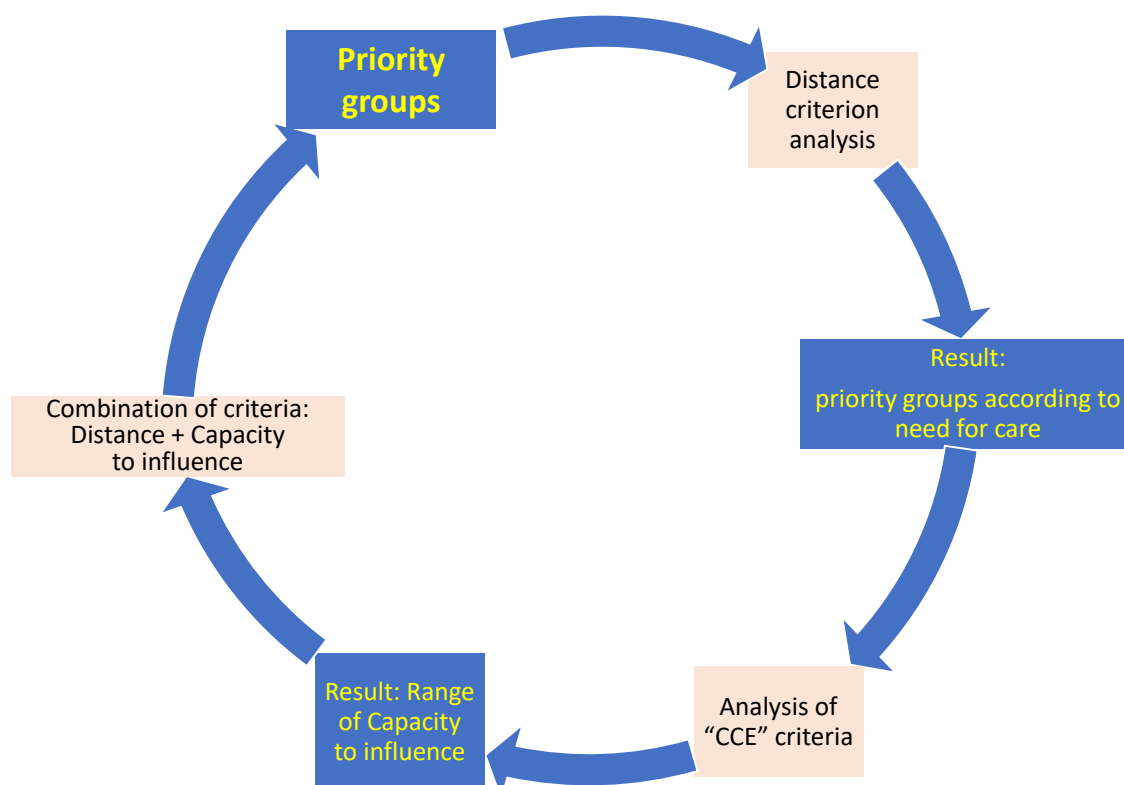 Priority
groups
Distance
criterion
analysis
Result:
priority groups according to
need for care
Analysis of
“CCE” criteria
Result: Range
of Capacity
to influence
Combination of criteria:
Distance + Capacity
to influence